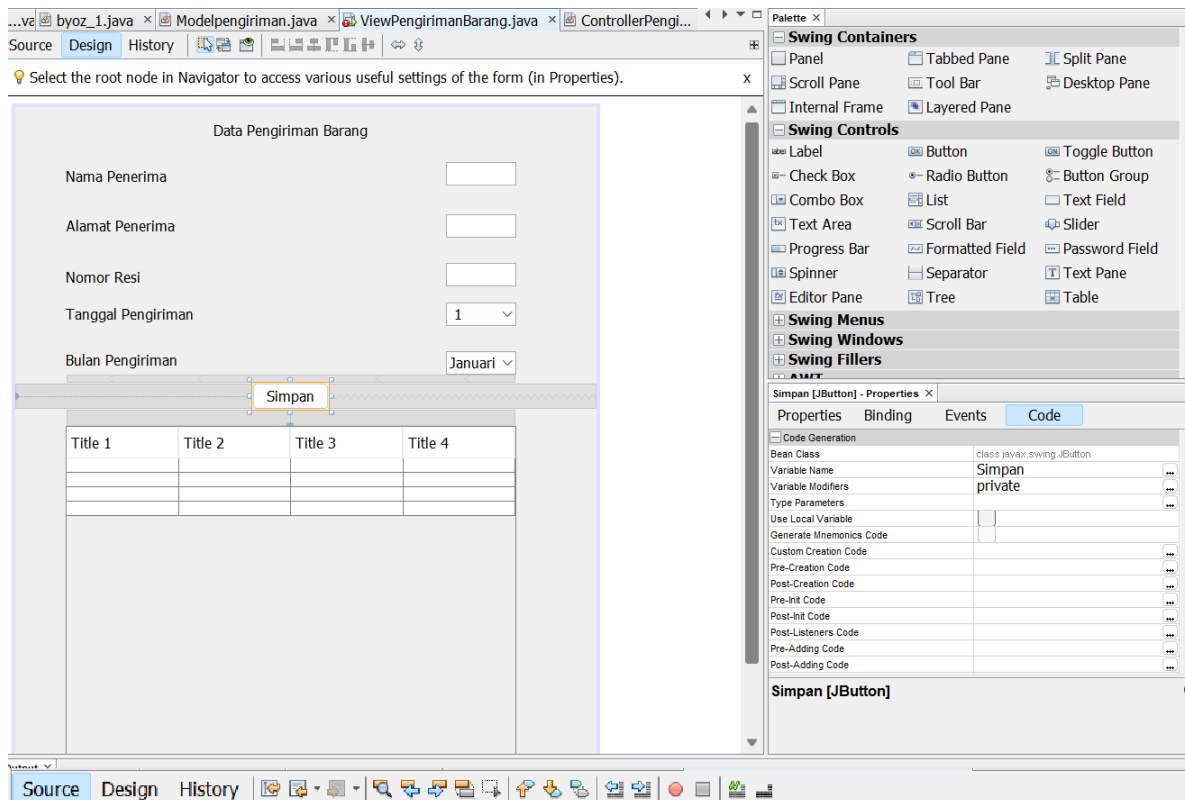 ...va byoz_1.java × Modelpengiriman.java × ViewPengirimanBarang.java × ControllerPengi...
Source Design History
Select the root node in Navigator to access various useful settings of the form (in Properties). x
Data Pengiriman Barang
Nama Penerima
Alamat Penerima
Nomor Resi
Tanggal Pengiriman 1
Bulan Pengiriman Januari
Simpan
Title 1 Title 2 Title 3 Title 4
Palette ×
Swing Containers
Panel Tabbed Pane Split Pane
Scroll Pane Tool Bar Desktop Pane
Internal Frame Layered Pane
Swing Controls
label Label OK Button ON Toggle Button
Check Box Radio Button Button Group
Combo Box List Text Field
Text Area Scroll Bar Slider
Progress Bar Formatted Field Password Field
Spinner Separator Text Pane
Editor Pane Tree Table
Swing Menus
Swing Windows
Swing Fillers
AWT
Simpan [JButton] - Properties ×
Properties Binding Events Code
Code Generation
Bean Class class javax.swing.JButton
Variable Name Simpan ...
Variable Modifiers private ...
Type Parameters ...
Use Local Variable
Generate Mnemonics Code
Custom Creation Code ...
Pre-Creation Code ...
Post-Creation Code ...
Pre-Init Code ...
Post-Init Code ...
Post-Listeners Code ...
Pre-Adding Code ...
Post-Adding Code ...
Simpan [JButton]
Output
Source Design History